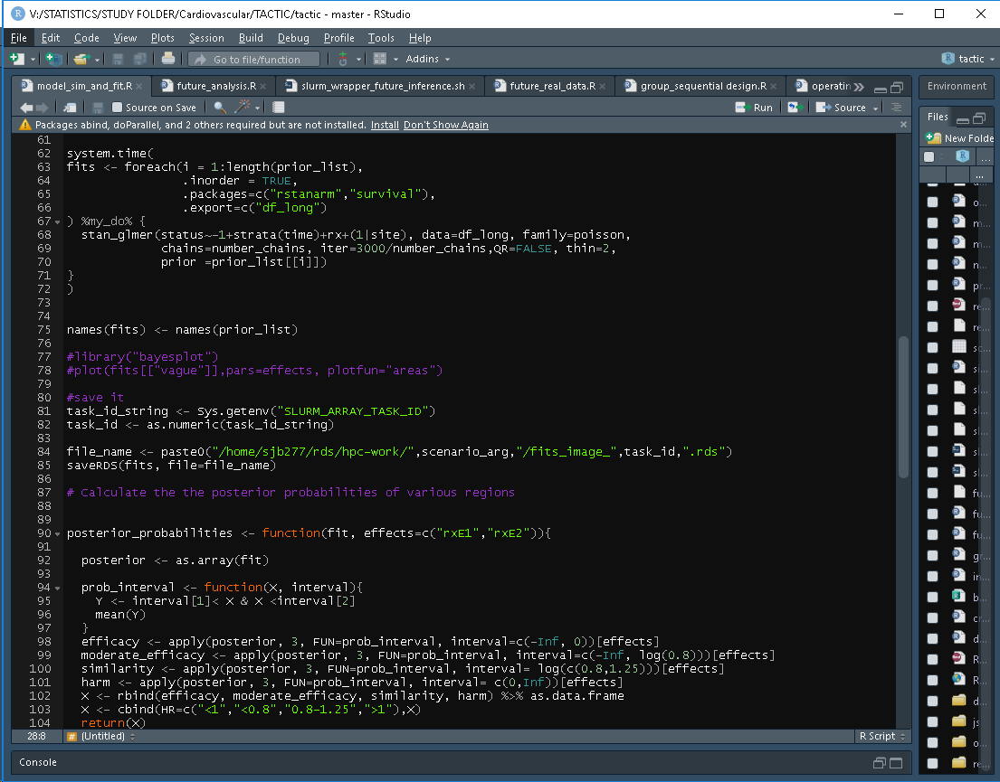 V:/STATISTICS/STUDY FOLDER/Cardiovascular/TACTIC/tactic - master - RStudio
File Edit Code View Plots Session Build Debug Profile Tools Help
Go to file/function Addins tactic
model_sim_and_fit.R future_analysis.R slurm_wrapper_future_inference.sh future_real_data.R group_sequential design.R operatin
Environment
Source on Save Run Source
Files
Packages abind, doParallel, and 2 others required but are not installed. Install Don't Show Again
New Folde
61
62 system.time(
63 fits <- foreach(i = 1:length(prior_list),
64 .inorder = TRUE,
65 .packages=c("rstanarm","survival"),
66 .export=c("df_long")
67 ) %my_do% {
68 stan_glmer(status~-1+strata(time)+rx+(1|site), data=df_long, family=poisson,
69 chains=number_chains, iter=3000/number_chains,QR=FALSE, thin=2,
70 prior =prior_list[[i]])
71 }
72 )
73
74
75 names(fits) <- names(prior_list)
76
77 #library("bayesplot")
78 #plot(fits[["vague"]],pars=effects, plotfun="areas")
79
80 #save it
81 task_id_string <- Sys.getenv("SLURM_ARRAY_TASK_ID")
82 task_id <- as.numeric(task_id_string)
83
84 file_name <- paste0("/home/sjb277/rds/hpc-work/",scenario_arg,"/fits_image_",task_id,".rds")
85 saveRDS(fits, file=file_name)
86
87 # Calculate the the posterior probabilities of various regions
88
89
90 posterior_probabilities <- function(fit, effects=c("rxE1","rxE2")){
91
92 posterior <- as.array(fit)
93
94 prob_interval <- function(X, interval){
95 Y <- interval[1]< X & X <interval[2]
96 mean(Y)
97 }
98 efficacy <- apply(posterior, 3, FUN=prob_interval, interval=c(-Inf, 0))[effects]
99 moderate_efficacy <- apply(posterior, 3, FUN=prob_interval, interval=c(-Inf, log(0.8)))[effects]
100 similarity <- apply(posterior, 3, FUN=prob_interval, interval= log(c(0.8,1.25)))[effects]
101 harm <- apply(posterior, 3, FUN=prob_interval, interval= c(0,Inf))[effects]
102 X <- rbind(efficacy, moderate_efficacy, similarity, harm) %>% as.data.frame
103 X <- cbind(HR=c("<1","<0.8","0.8-1.25",">1"),X)
104 return(X)
28:8 (Untitled) R Script
Console